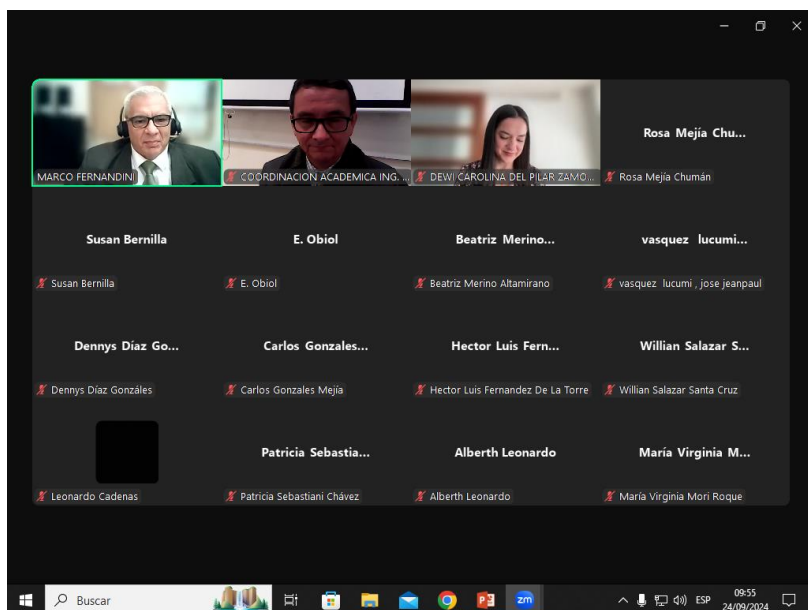 MARCO FERNANDINI
COORDINACION ACADEMICA ING. ...
DEWI CAROLINA DEL PILAR ZAMO...
Rosa Mejía Chu...
Rosa Mejía Chumán
Susan Bernilla
E. Obiol
Beatriz Merino...
vasquez lucumi...
Susan Bernilla
E. Obiol
Beatriz Merino Altamirano
vasquez lucumi , jose jeanpaul
Dennys Díaz Go...
Carlos Gonzales...
Hector Luis Fern...
Willian Salazar S...
Dennys Díaz Gonzáles
Carlos Gonzales Mejía
Hector Luis Fernandez De La Torre
Willian Salazar Santa Cruz
Patricia Sebastia...
Alberth Leonardo
María Virginia M...
Leonardo Cadenas
Patricia Sebastiani Chávez
Alberth Leonardo
María Virginia Mori Roque
Buscar
zm
ESP
09:55
24/09/2024